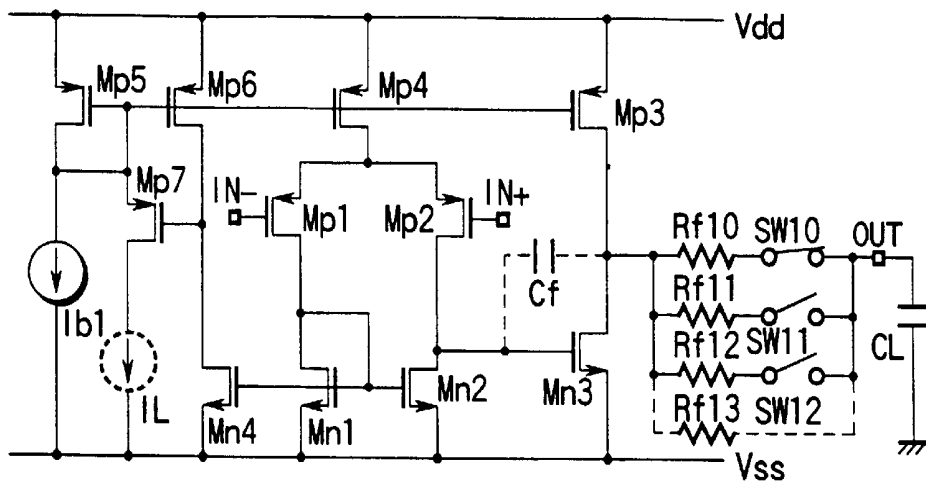 Vdd
Mp5
Mp6
Mp4
Mp3
Mp7
IN-
IN+
Mp1
Mp2
Rf10
SW10
OUT
Cf
Rf11
Ib1
SW11
CL
Rf12
Mn2
Mn3
SW12
IL
Rf13
Mn4
Mn1
Vss